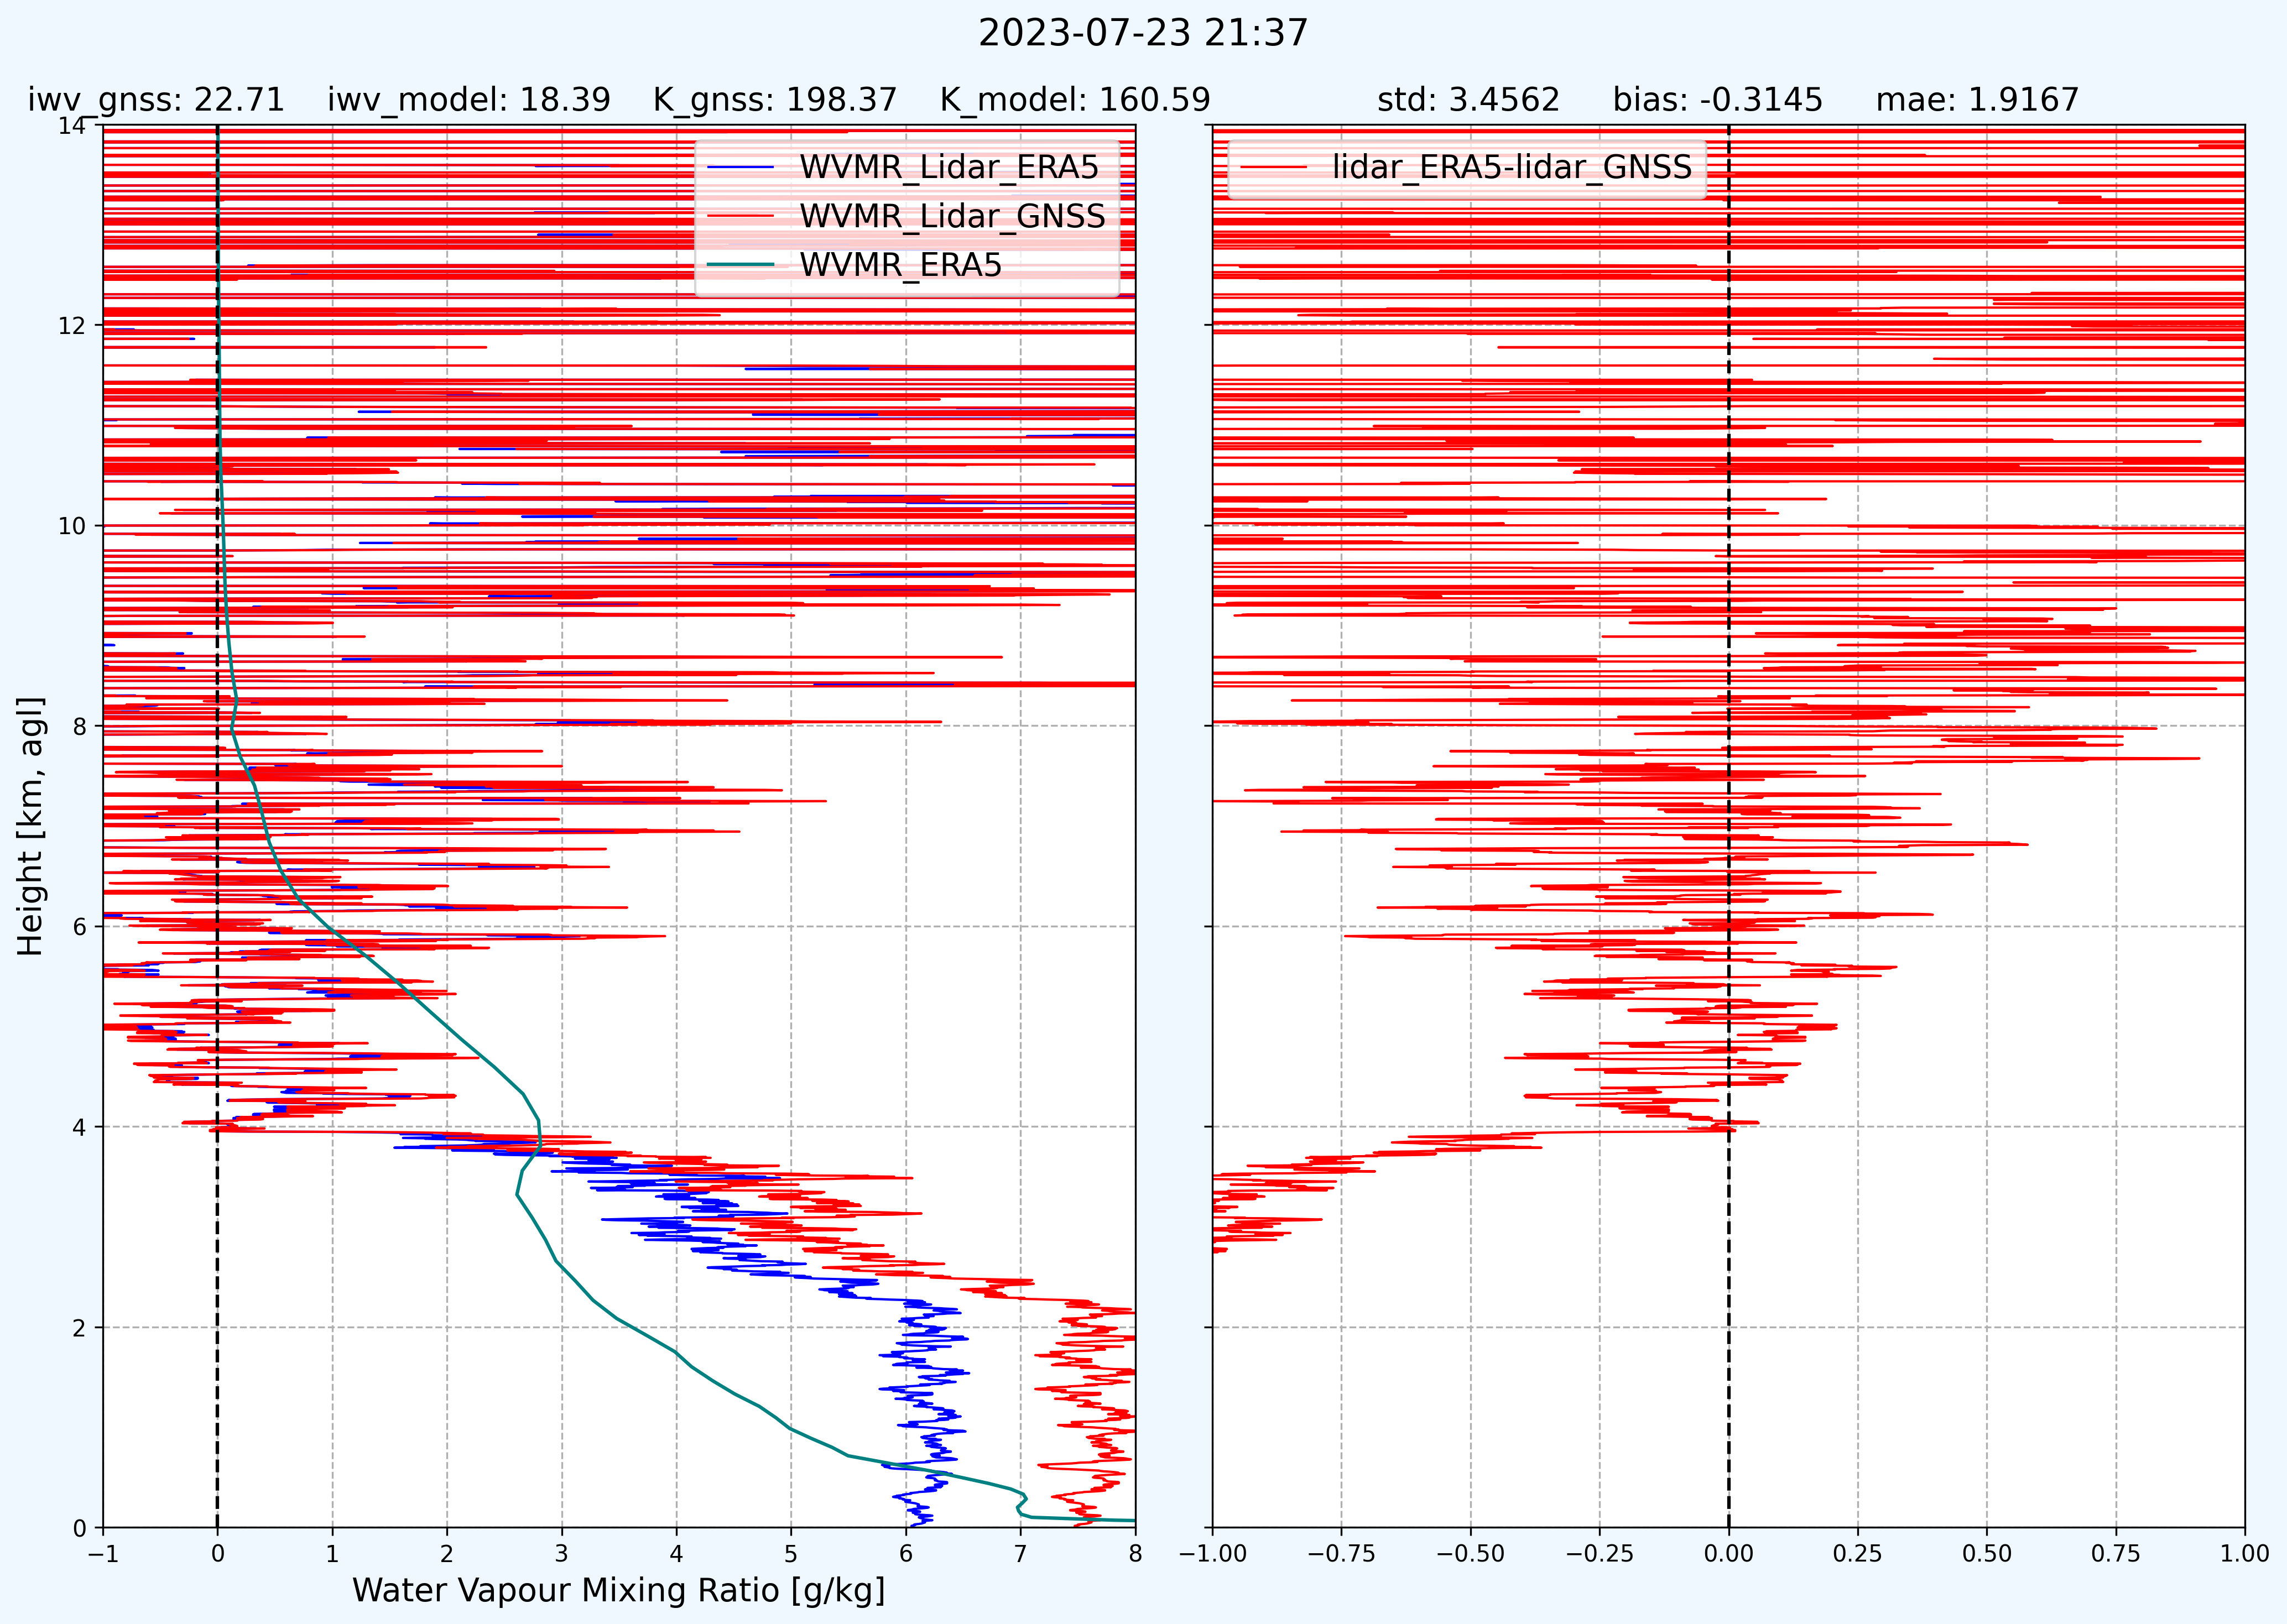 2023-07-23 21:37
iwv_gnss: 22.71 iwv_model: 18.39 K_gnss: 198.37 K_model: 160.59
std: 3.4562 bias: -0.3145 mae: 1.9167
WVMR_Lidar_ERA5
WVMR_Lidar_GNSS
WVMR_ERA5
lidar_ERA5-lidar_GNSS
14
12
10
8
6
4
2
0
Height [km, agl]
−1 0 1 2 3 4 5 6 7 8
−1.00 −0.75 −0.50 −0.25 0.00 0.25 0.50 0.75 1.00
Water Vapour Mixing Ratio [g/kg]